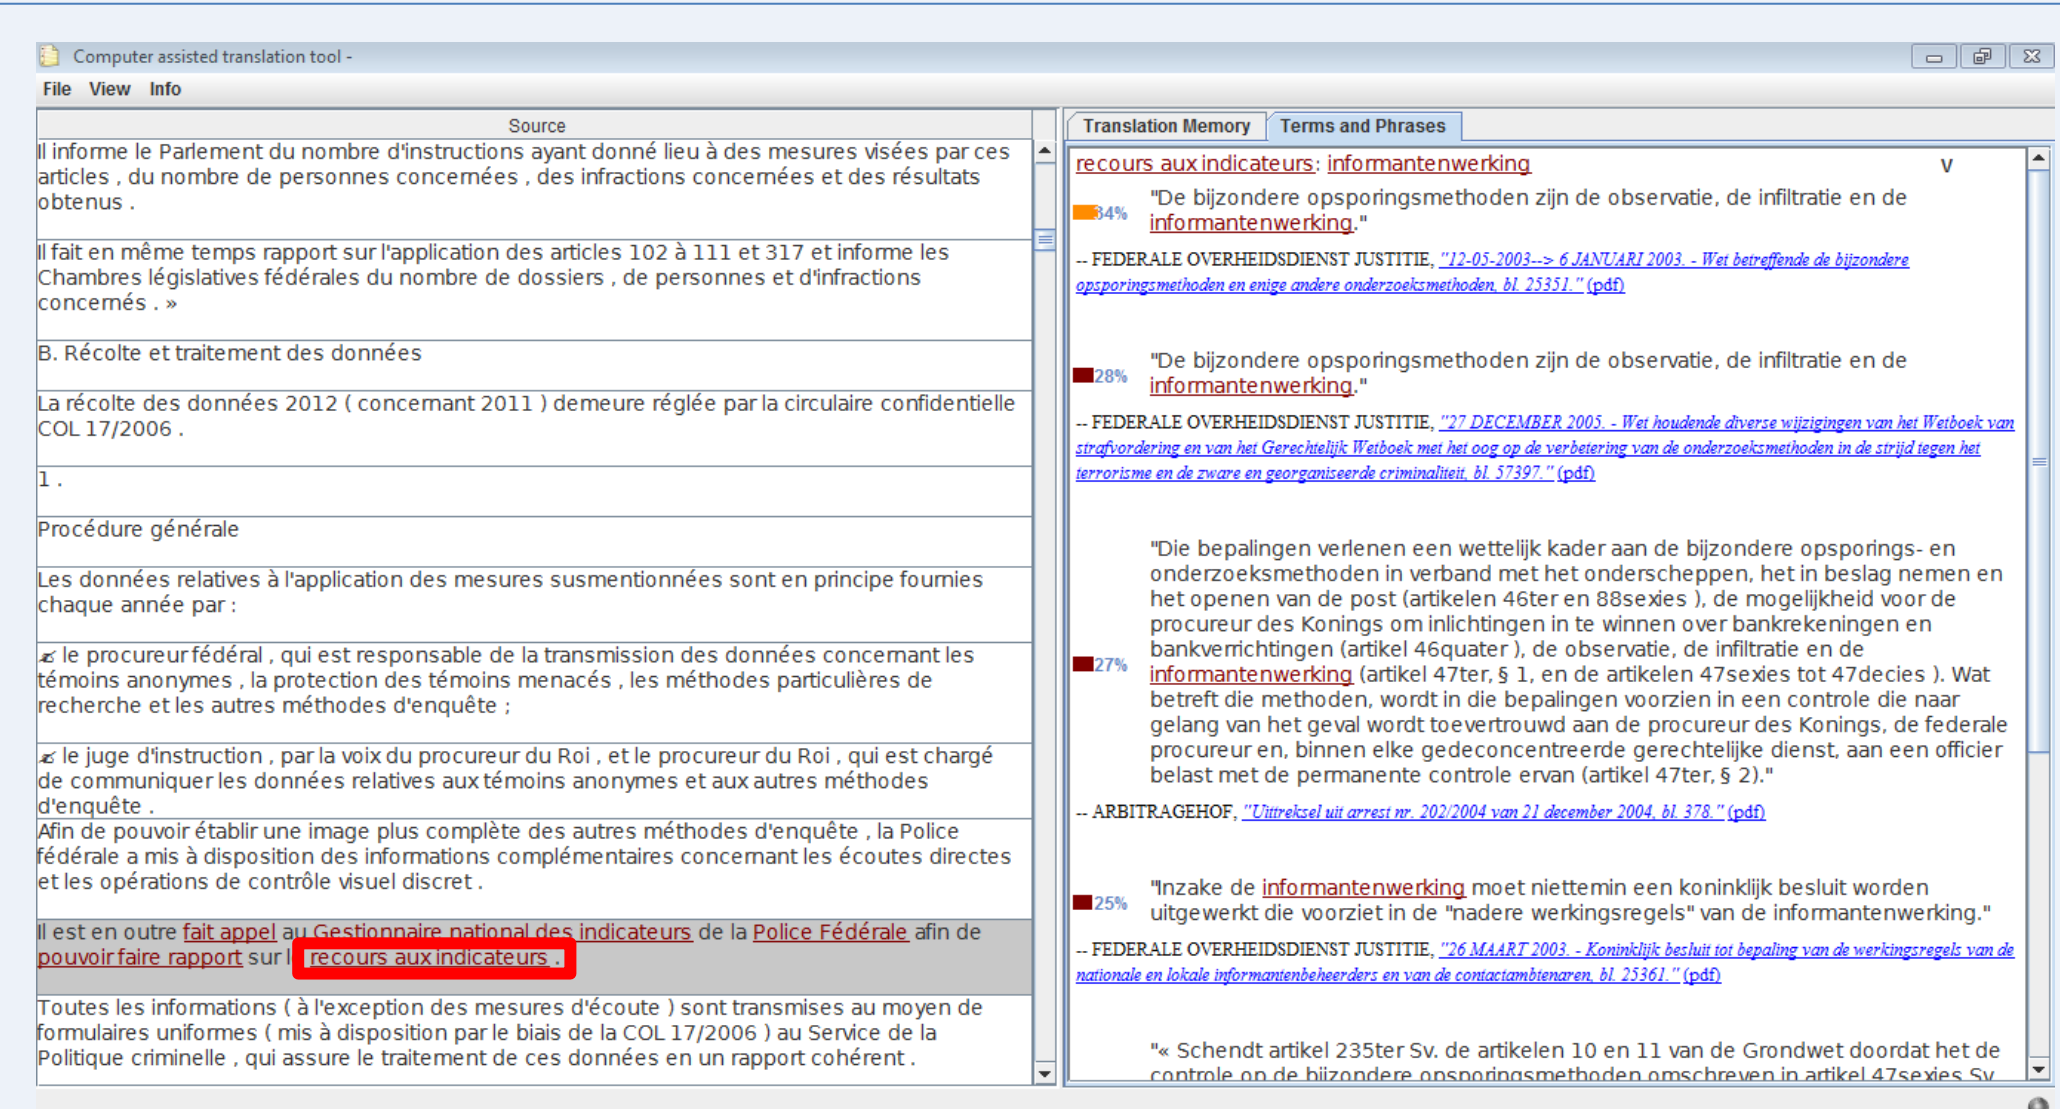 Computer assisted translation tool -
File View Info
Source
Il informe le Parlement du nombre d'instructions ayant donné lieu à des mesures visées par ces
articles , du nombre de personnes concernées , des infractions concernées et des résultats
obtenus .
Il fait en même temps rapport sur l'application des articles 102 à 111 et 317 et informe les
Chambres législatives fédérales du nombre de dossiers , de personnes et d'infractions
concernés . »
B. Récolte et traitement des données
La récolte des données 2012 ( concernant 2011 ) demeure réglée par la circulaire confidentielle
COL 17/2006 .
1 .
Procédure générale
Les données relatives à l'application des mesures susmentionnées sont en principe fournies
chaque année par :
le procureur fédéral , qui est responsable de la transmission des données concernant les
témoins anonymes , la protection des témoins menacés , les méthodes particulières de
recherche et les autres méthodes d'enquête ;
le juge d'instruction , par la voix du procureur du Roi , et le procureur du Roi , qui est chargé
de communiquer les données relatives aux témoins anonymes et aux autres méthodes
d'enquête .
Afin de pouvoir établir une image plus complète des autres méthodes d'enquête , la Police
fédérale a mis à disposition des informations complémentaires concernant les écoutes directes
et les opérations de contrôle visuel discret .
Il est en outre fait appel au Gestionnaire national des indicateurs de la Police Fédérale afin de
pouvoir faire rapport sur recours aux indicateurs .
Toutes les informations ( à l'exception des mesures d'écoute ) sont transmises au moyen de
formulaires uniformes ( mis à disposition par le biais de la COL 17/2006 ) au Service de la
Politique criminelle , qui assure le traitement de ces données en un rapport cohérent .
Translation Memory Terms and Phrases
recours aux indicateurs: informantenwerking V
34%
"De bijzondere opsporingsmethoden zijn de observatie, de infiltratie en de
informantenwerking."
-- FEDERALE OVERHEIDSDIENST JUSTITIE, "12-05-2003--> 6 JANUARI 2003. - Wet betreffende de bijzondere
opsporingsmethoden en enige andere onderzoeksmethoden, bl. 25351." (pdf)
28%
"De bijzondere opsporingsmethoden zijn de observatie, de infiltratie en de
informantenwerking."
-- FEDERALE OVERHEIDSDIENST JUSTITIE, "27 DECEMBER 2005. - Wet houdende diverse wijzigingen van het Wetboek van
strafvordering en van het Gerechtelijk Wetboek met het oog op de verbetering van de onderzoeksmethoden in de strijd tegen het
terrorisme en de zware en georganiseerde criminaliteit, bl. 57397." (pdf)
27%
"Die bepalingen verlenen een wettelijk kader aan de bijzondere opsporings- en
onderzoeksmethoden in verband met het onderscheppen, het in beslag nemen en
het openen van de post (artikelen 46ter en 88sexies ), de mogelijkheid voor de
procureur des Konings om inlichtingen in te winnen over bankrekeningen en
bankverrichtingen (artikel 46quater ), de observatie, de infiltratie en de
informantenwerking (artikel 47ter, § 1, en de artikelen 47sexies tot 47decies ). Wat
betreft die methoden, wordt in die bepalingen voorzien in een controle die naar
gelang van het geval wordt toevertrouwd aan de procureur des Konings, de federale
procureur en, binnen elke gedeconcentreerde gerechtelijke dienst, aan een officier
belast met de permanente controle ervan (artikel 47ter, § 2)."
-- ARBITRAGEHOF, "Uittreksel uit arrest nr. 202/2004 van 21 december 2004, bl. 378." (pdf)
25%
"Inzake de informantenwerking moet niettemin een koninklijk besluit worden
uitgewerkt die voorziet in de "nadere werkingsregels" van de informantenwerking."
-- FEDERALE OVERHEIDSDIENST JUSTITIE, "26 MAART 2003. - Koninklijk besluit tot bepaling van de werkingsregels van de
nationale en lokale informantenbeheerders en van de contactambtenaren, bl. 25361." (pdf)
"« Schendt artikel 235ter Sv. de artikelen 10 en 11 van de Grondwet doordat het de
controle op de bijzondere opsporingsmethoden omschreven in artikel 47sexies Sv